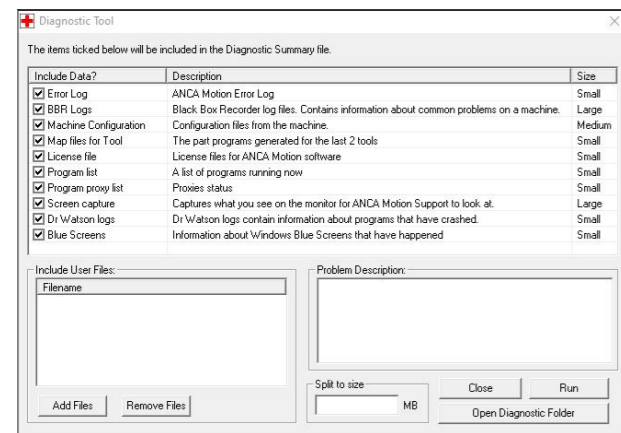 Diagnostic Tool
The items ticked below will be included in the Diagnostic Summary file.
Include Data? Description Size
Error Log ANCA Motion Error Log Small
BBR Logs Black Box Recorder log files. Contains information about common problems on a machine. Large
Machine Configuration Configuration files from the machine. Medium
Map files for Tool The part programs generated for the last 2 tools Small
License file License files for ANCA Motion software Small
Program list A list of programs running now Small
Program proxy list Proxies status Small
Screen capture Captures what you see on the monitor for ANCA Motion Support to look at. Large
Dr Watson logs Dr Watson logs contain information about programs that have crashed. Small
Blue Screens Information about Windows Blue Screens that have happened Small
Include User Files: Problem Description:
Filename
Split to size
MB
Close Run
Add Files Remove Files Open Diagnostic Folder